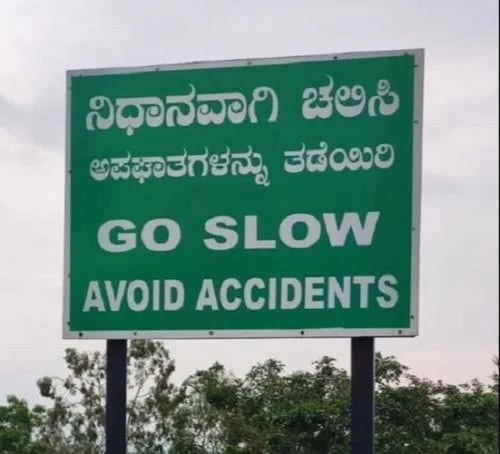 ನಿಧಾನವಾಗಿ ಚಲಿಸಿ
ಅಪಘಾತಗಳನ್ನು ತಡೆಯಿರಿ
GO SLOW
AVOID ACCIDENTS